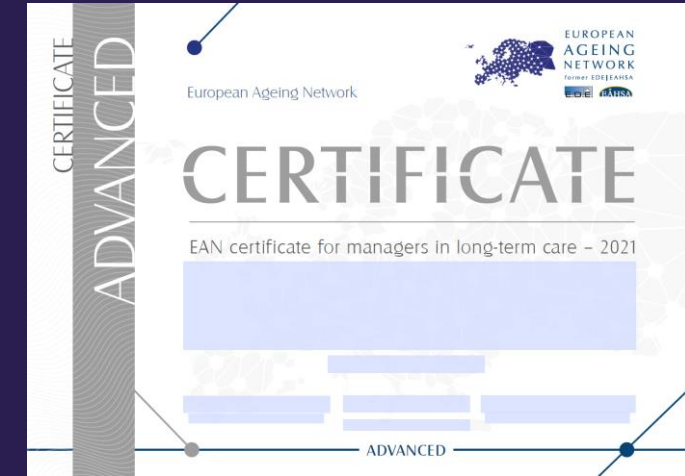 CERTIFICATE
ADVANCED
European Ageing Network
EUROPEAN
AGEING
NETWORK
former EDE|EAHSA
E.D.E. EAHSA
CERTIFICATE
EAN certificate for managers in long-term care – 2021
ADVANCED